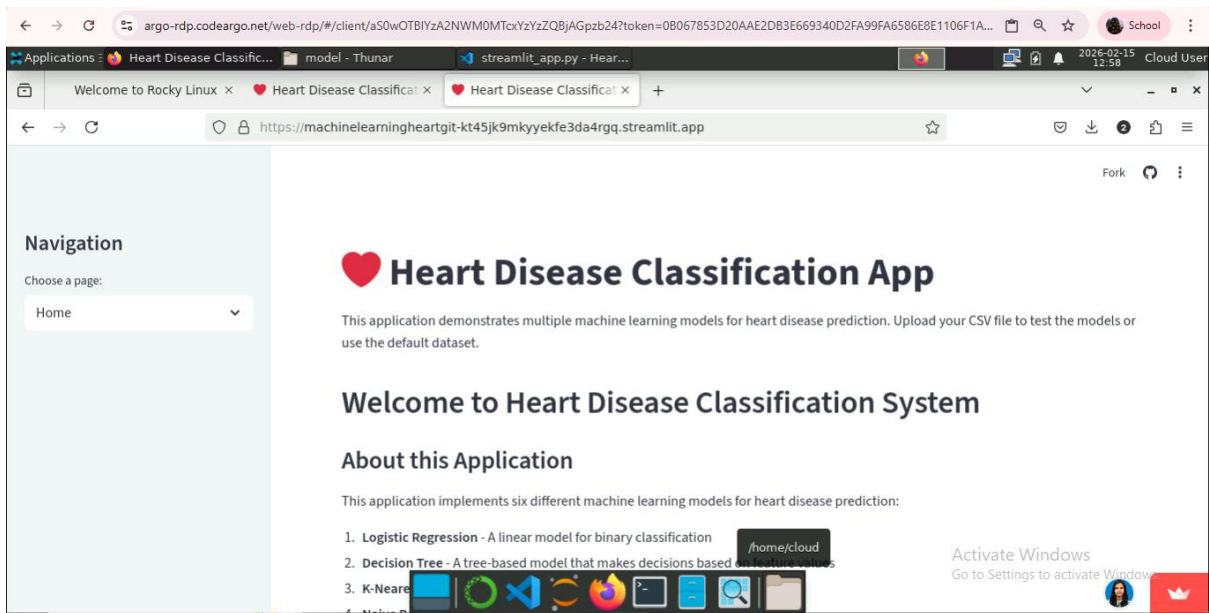 argo-rdp.codeargo.net/web-rdp/#/client/aS0wOTBlYzA2NWM0MTcxYzYzZQBjAGpzb24?token=0B067853D20AAE2DB3E669340D2FA99FA6586E8E1106F1A...
School
Applications
Heart Disease Classific...
model - Thunar
streamlit_app.py - Hear...
2026-02-15
12:58
Cloud User
Welcome to Rocky Linux
Heart Disease Classificat
Heart Disease Classificat
https://machinelearningheartgit-kt45jk9mkyyekfe3da4rgq.streamlit.app
2
Fork
Navigation
Choose a page:
Home
Heart Disease Classification App
This application demonstrates multiple machine learning models for heart disease prediction. Upload your CSV file to test the models or
use the default dataset.
Welcome to Heart Disease Classification System
About this Application
This application implements six different machine learning models for heart disease prediction:
1. Logistic Regression - A linear model for binary classification
/home/cloud
2. Decision Tree - A tree-based model that makes decisions based on feature values
3. K-Neare
Activate Windows
Go to Settings to activate Windows.